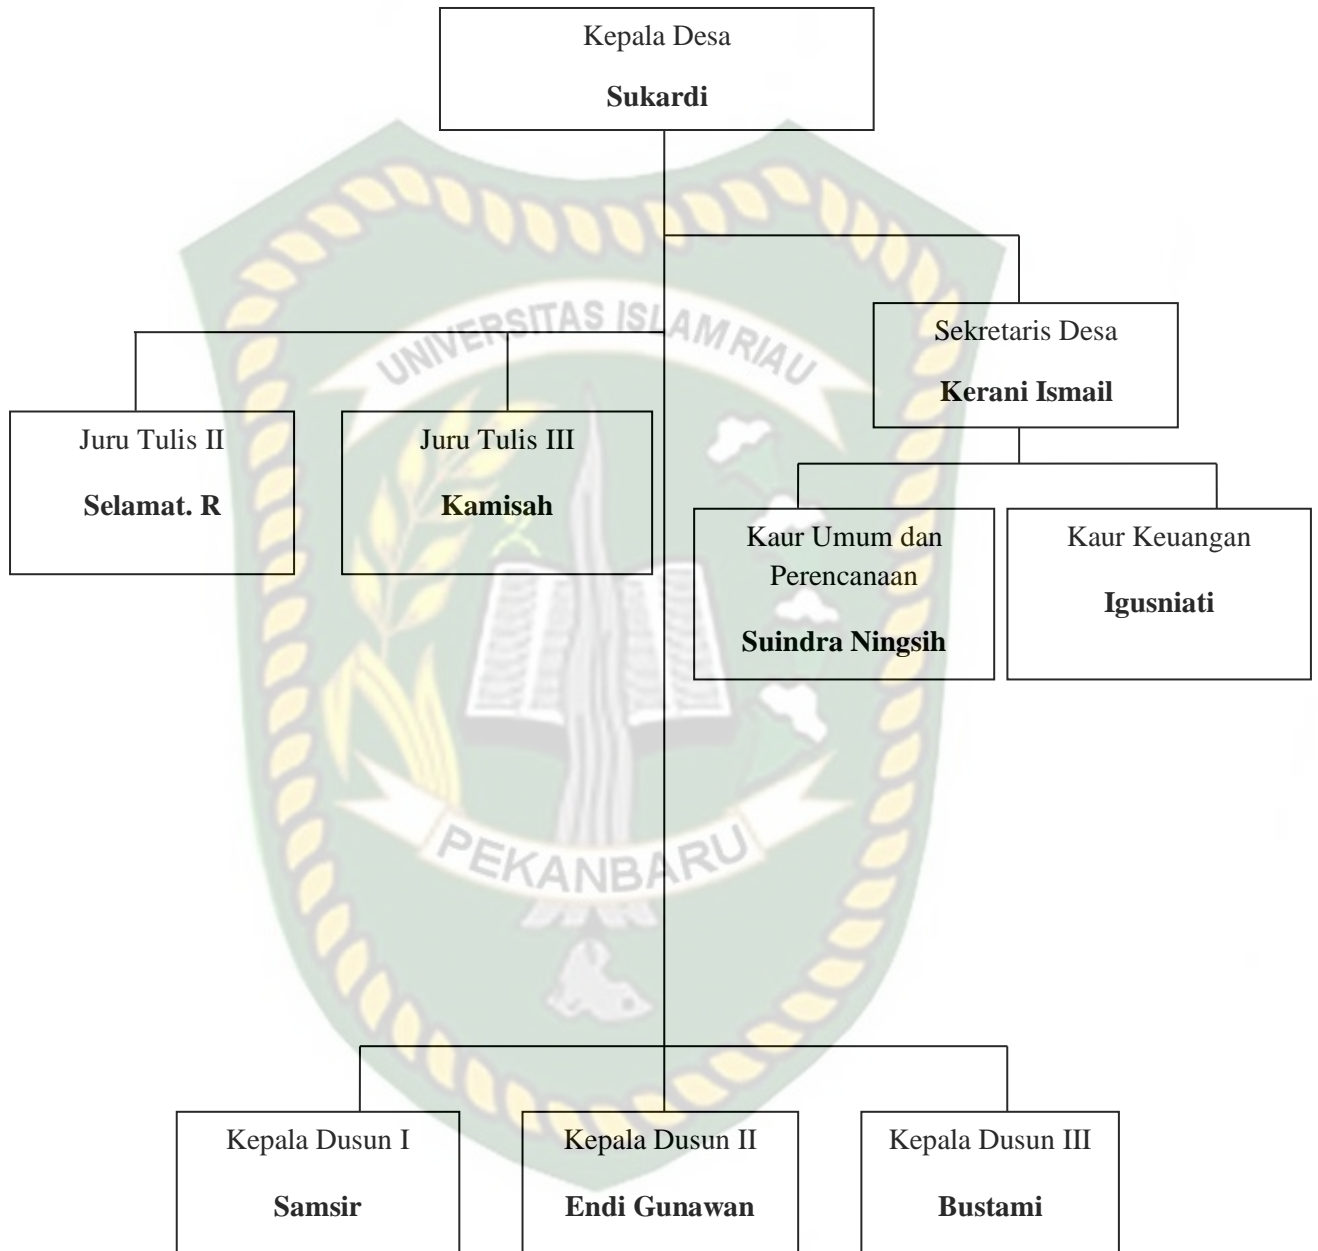 Kepala Desa
Sukardi
UNIVERSITAS ISLAM RIAU
Sekretaris Desa
Kerani Ismail
Juru Tulis II
Selamat. R
Juru Tulis III
Kamisah
Kaur Umum dan
Perencanaan
Suindra Ningsih
Kaur Keuangan
Igusniati
PEKANBARU
Kepala Dusun I
Samsir
Kepala Dusun II
Endi Gunawan
Kepala Dusun III
Bustami